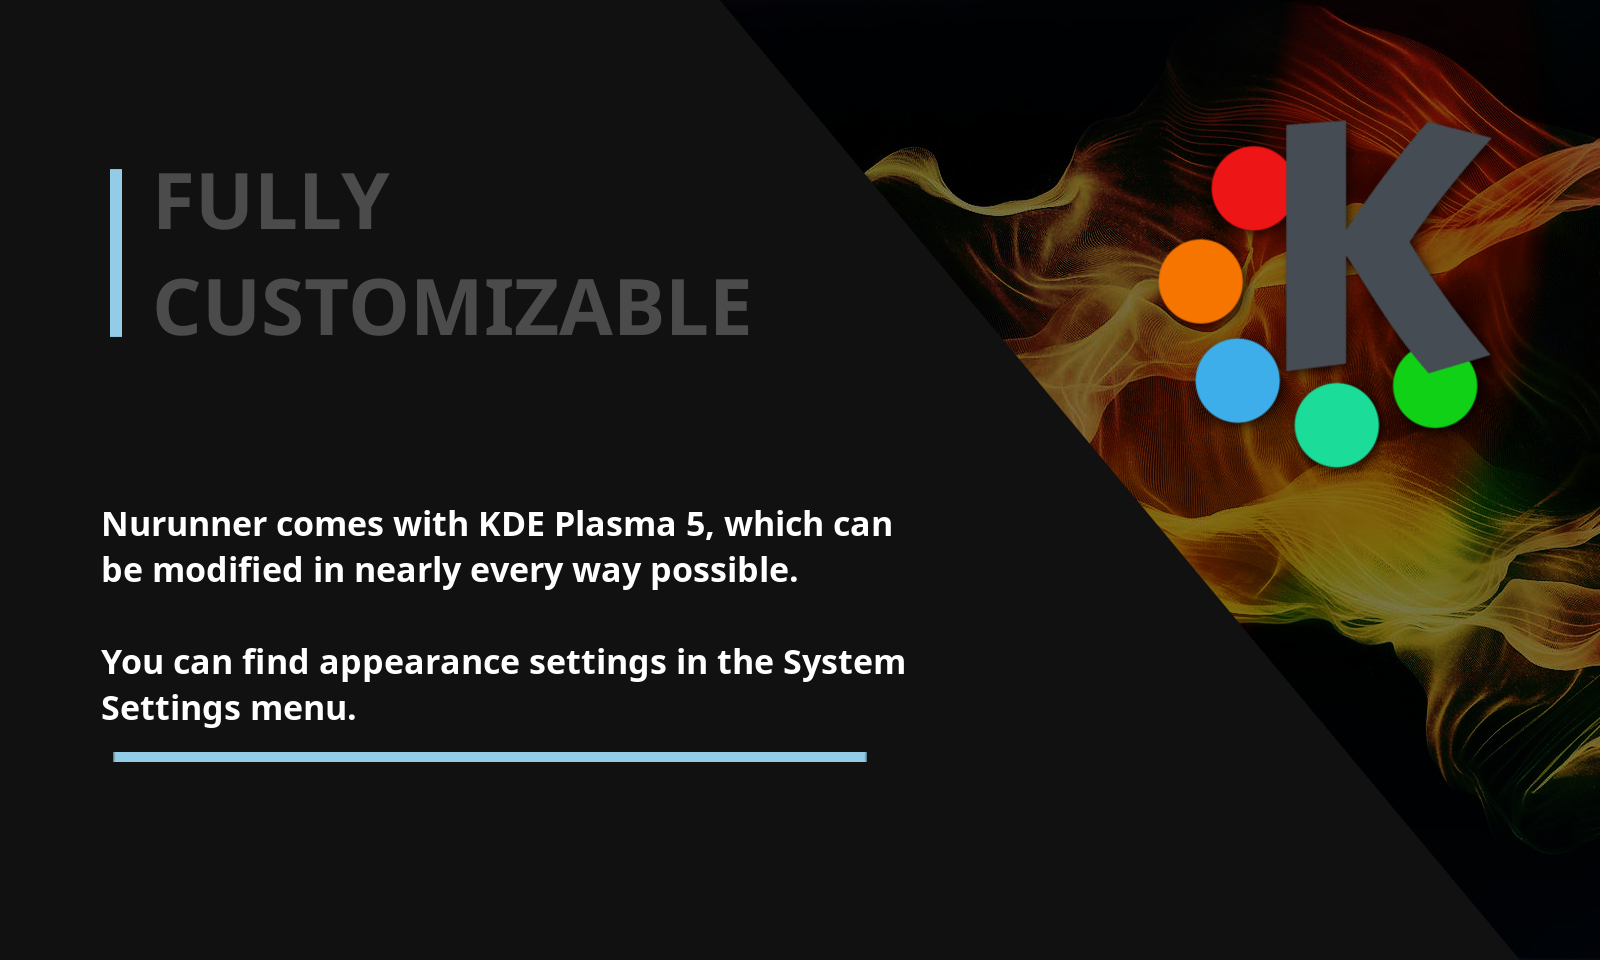 FULLY
CUSTOMIZABLE
K
Nurunner comes with KDE Plasma 5, which can
be modified in nearly every way possible.
You can find appearance settings in the System
Settings menu.